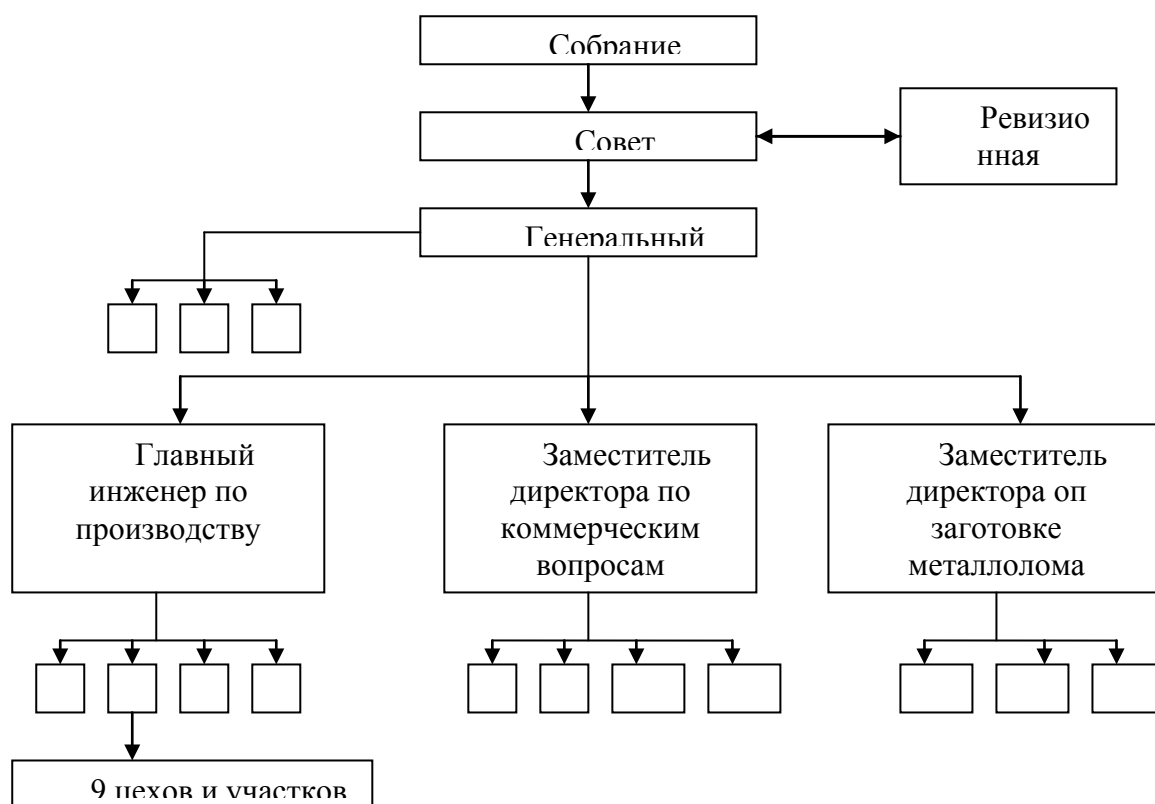 Собрание
Совет
Ревизио
нная
Генеральный
Главный
инженер по
производству
Заместитель
директора по
коммерческим
вопросам
Заместитель
директора оп
заготовке
металлолома
9 цехов и участков